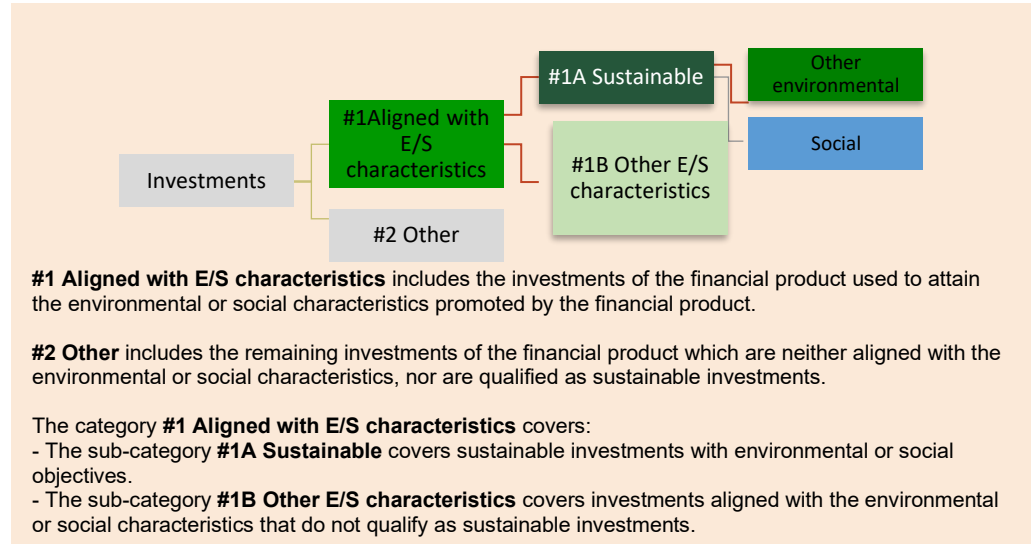 #1A Sustainable
Other
environmental
#1Aligned with
E/S
characteristics
Social
#1B Other E/S
characteristics
Investments
#2 Other
#1 Aligned with E/S characteristics includes the investments of the financial product used to attain
the environmental or social characteristics promoted by the financial product.
#2 Other includes the remaining investments of the financial product which are neither aligned with the
environmental or social characteristics, nor are qualified as sustainable investments.
The category #1 Aligned with E/S characteristics covers:
- The sub-category #1A Sustainable covers sustainable investments with environmental or social
objectives.
- The sub-category #1B Other E/S characteristics covers investments aligned with the environmental
or social characteristics that do not qualify as sustainable investments.